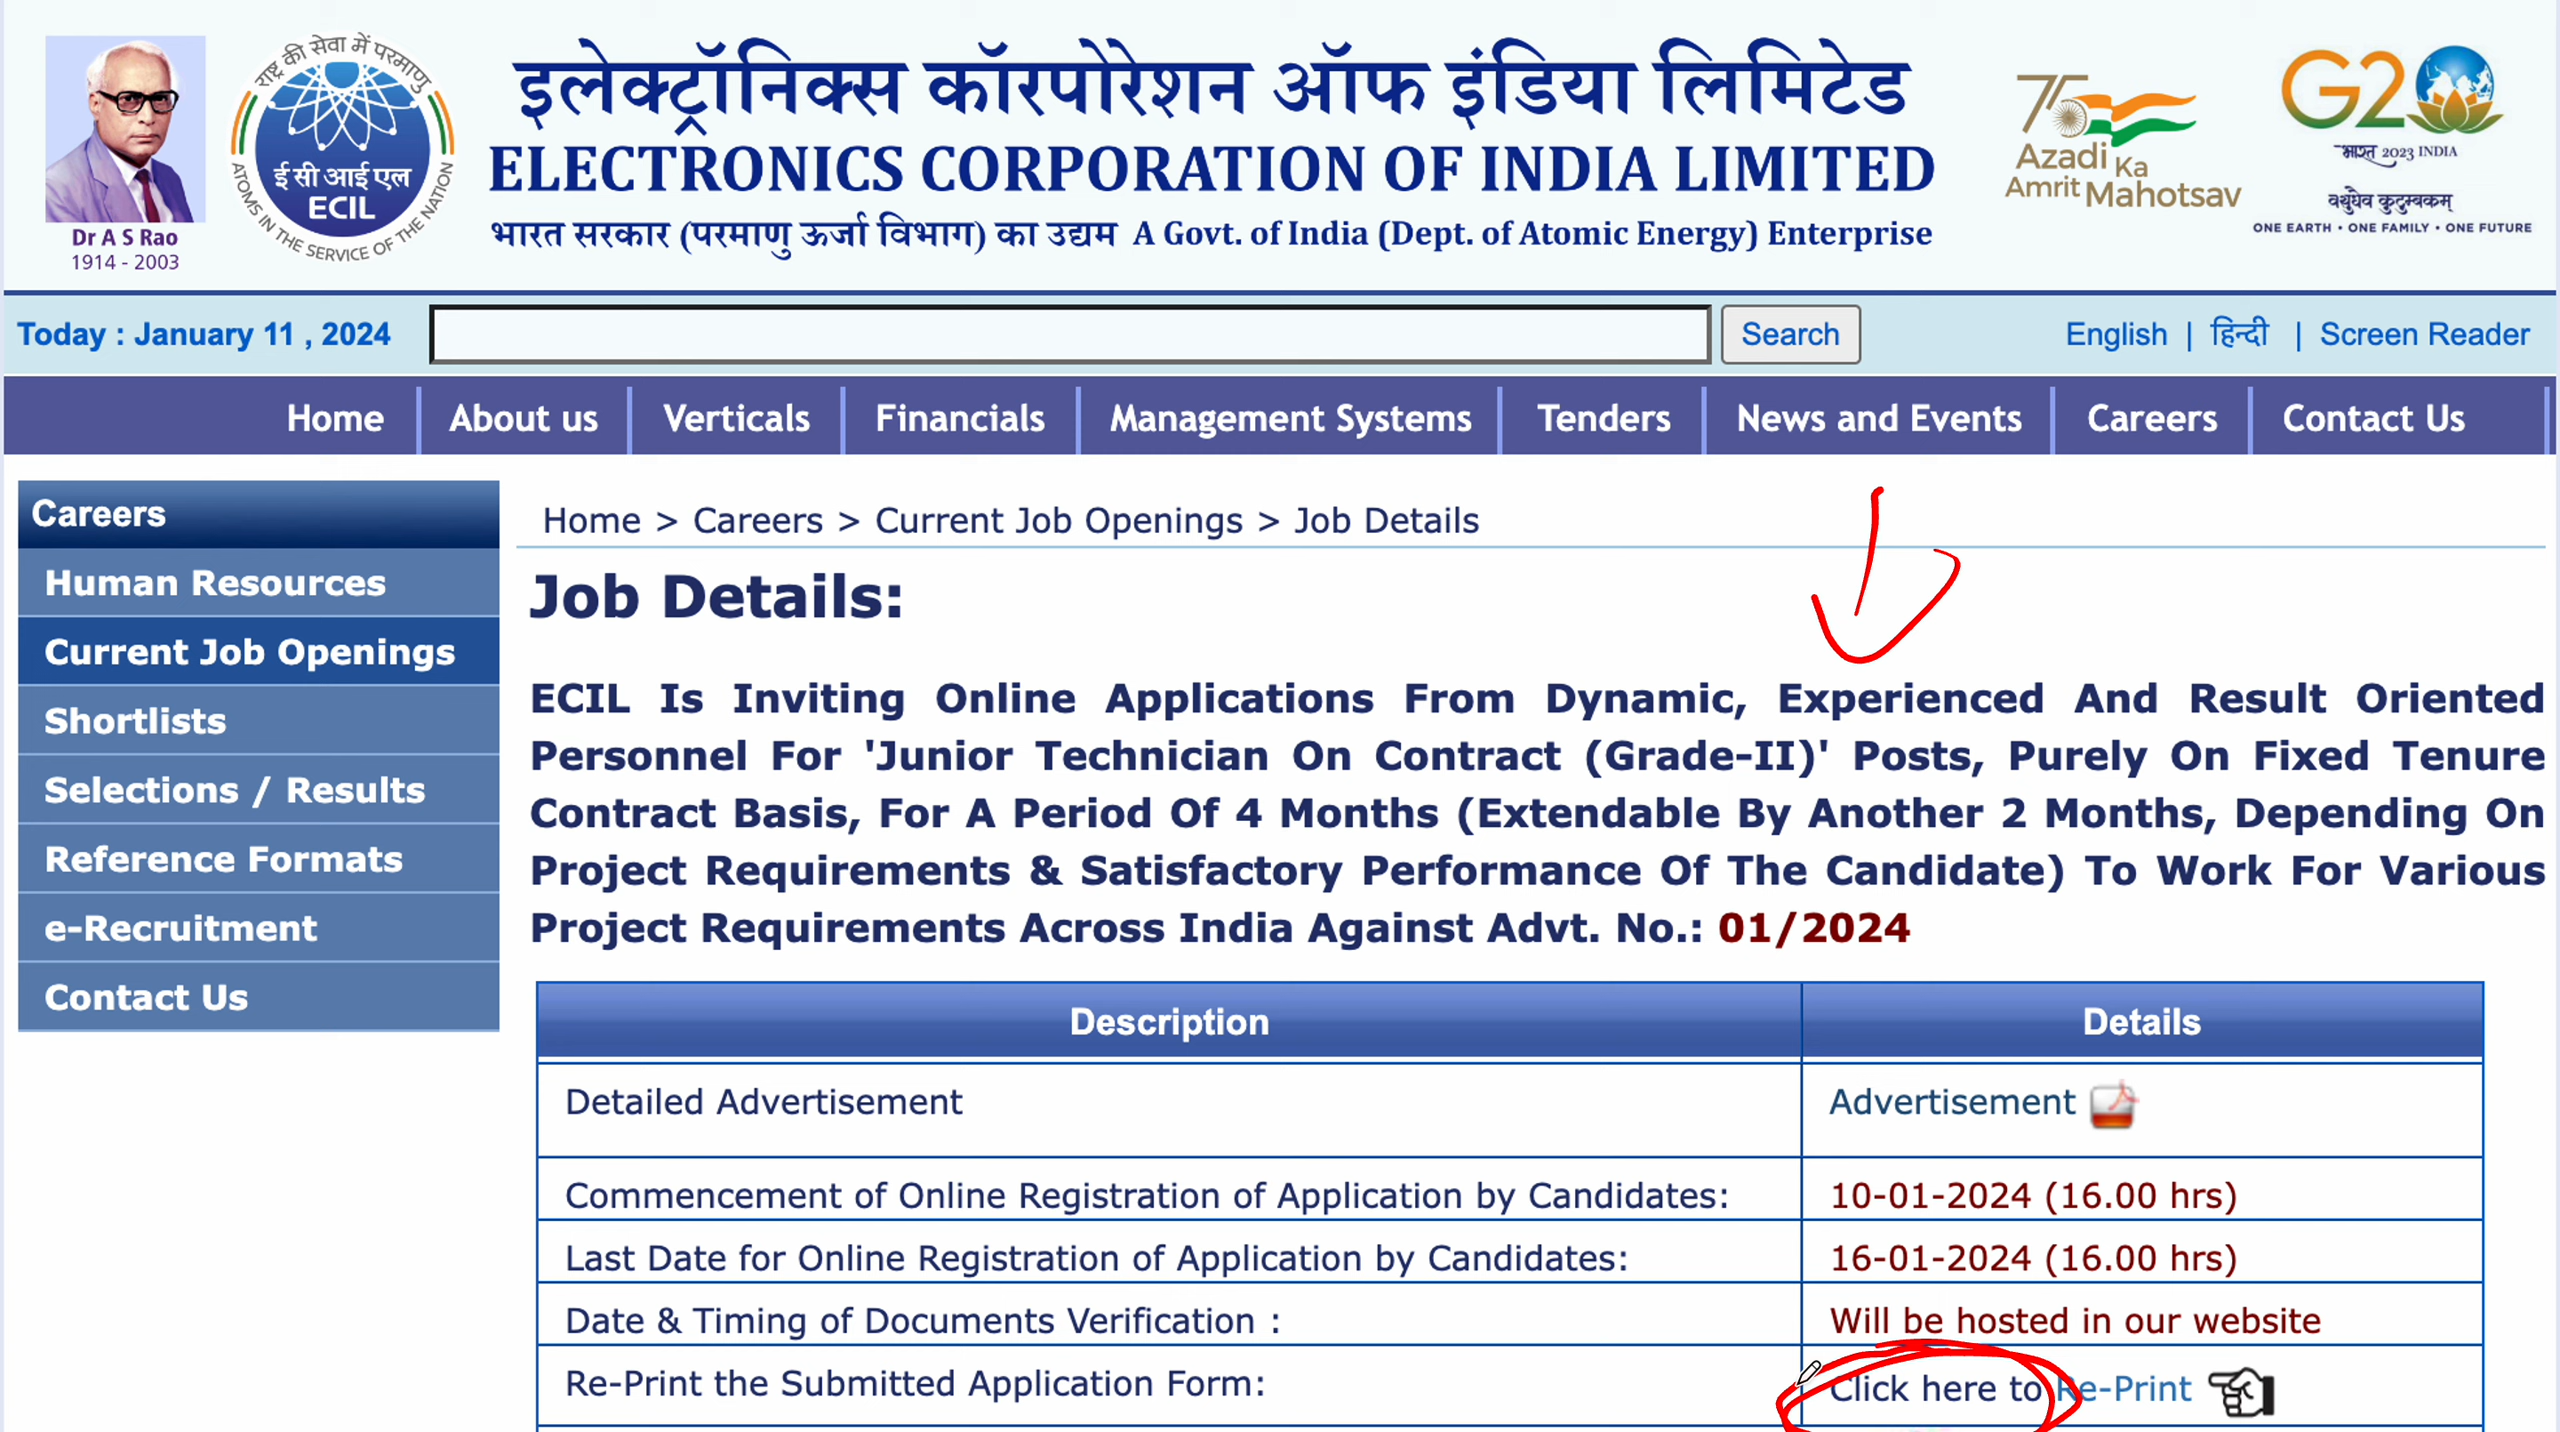 राष्ट्र की सेवा में परमाणु
ई सी आई एल
ECIL
ATOMS IN THE SERVICE OF THE NATION
Dr A S Rao
1914 - 2003
इलेक्ट्रॉनिक्स कॉरपोरेशन ऑफ इंडिया लिमिटेड
ELECTRONICS CORPORATION OF INDIA LIMITED
भारत सरकार (परमाणु ऊर्जा विभाग) का उद्यम A Govt. of India (Dept. of Atomic Energy) Enterprise
75
Azadi Ka
Amrit Mahotsav
G20
भारत 2023 INDIA
वसुधैव कुटुम्बकम्
ONE EARTH • ONE FAMILY • ONE FUTURE
Today : January 11 , 2024
Search
English | हिन्दी | Screen Reader
Home About us Verticals Financials Management Systems Tenders News and Events Careers Contact Us
Careers
Human Resources
Current Job Openings
Shortlists
Selections / Results
Reference Formats
e-Recruitment
Contact Us
Home > Careers > Current Job Openings > Job Details
Job Details:
ECIL Is Inviting Online Applications From Dynamic, Experienced And Result Oriented
Personnel For 'Junior Technician On Contract (Grade-II)' Posts, Purely On Fixed Tenure
Contract Basis, For A Period Of 4 Months (Extendable By Another 2 Months, Depending On
Project Requirements & Satisfactory Performance Of The Candidate) To Work For Various
Project Requirements Across India Against Advt. No.: 01/2024
Description Details
Detailed Advertisement Advertisement
Commencement of Online Registration of Application by Candidates: 10-01-2024 (16.00 hrs)
Last Date for Online Registration of Application by Candidates: 16-01-2024 (16.00 hrs)
Date & Timing of Documents Verification : Will be hosted in our website
Re-Print the Submitted Application Form: Click here to Re-Print